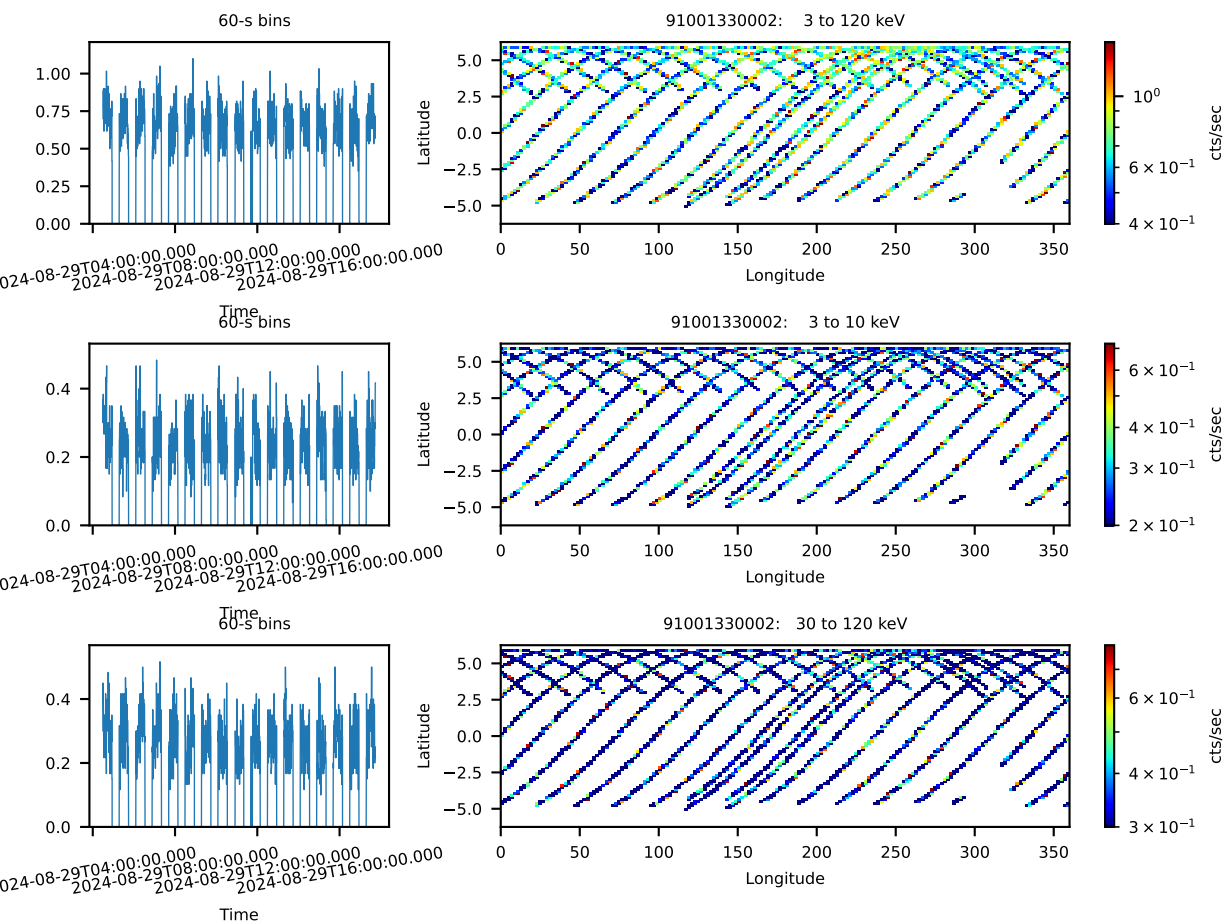 60-s bins
1.00
0.75
0.50
0.25
0.00
024-08-29T04:00:00.000
2024-08-29T08:00:00.000
2024-08-29T12:00:00.000
2024-08-29T16:00:00.000
Time
91001330002: 3 to 120 keV
Latitude
5.0
2.5
0.0
−2.5
−5.0
0 50 100 150 200 250 300 350
Longitude
10⁰
6 × 10⁻¹
4 × 10⁻¹
cts/sec
60-s bins
0.4
0.2
0.0
024-08-29T04:00:00.000
2024-08-29T08:00:00.000
2024-08-29T12:00:00.000
2024-08-29T16:00:00.000
Time
91001330002: 3 to 10 keV
Latitude
5.0
2.5
0.0
−2.5
−5.0
0 50 100 150 200 250 300 350
Longitude
6 × 10⁻¹
4 × 10⁻¹
3 × 10⁻¹
2 × 10⁻¹
cts/sec
60-s bins
0.4
0.2
0.0
024-08-29T04:00:00.000
2024-08-29T08:00:00.000
2024-08-29T12:00:00.000
2024-08-29T16:00:00.000
Time
91001330002: 30 to 120 keV
Latitude
5.0
2.5
0.0
−2.5
−5.0
0 50 100 150 200 250 300 350
Longitude
6 × 10⁻¹
4 × 10⁻¹
3 × 10⁻¹
cts/sec